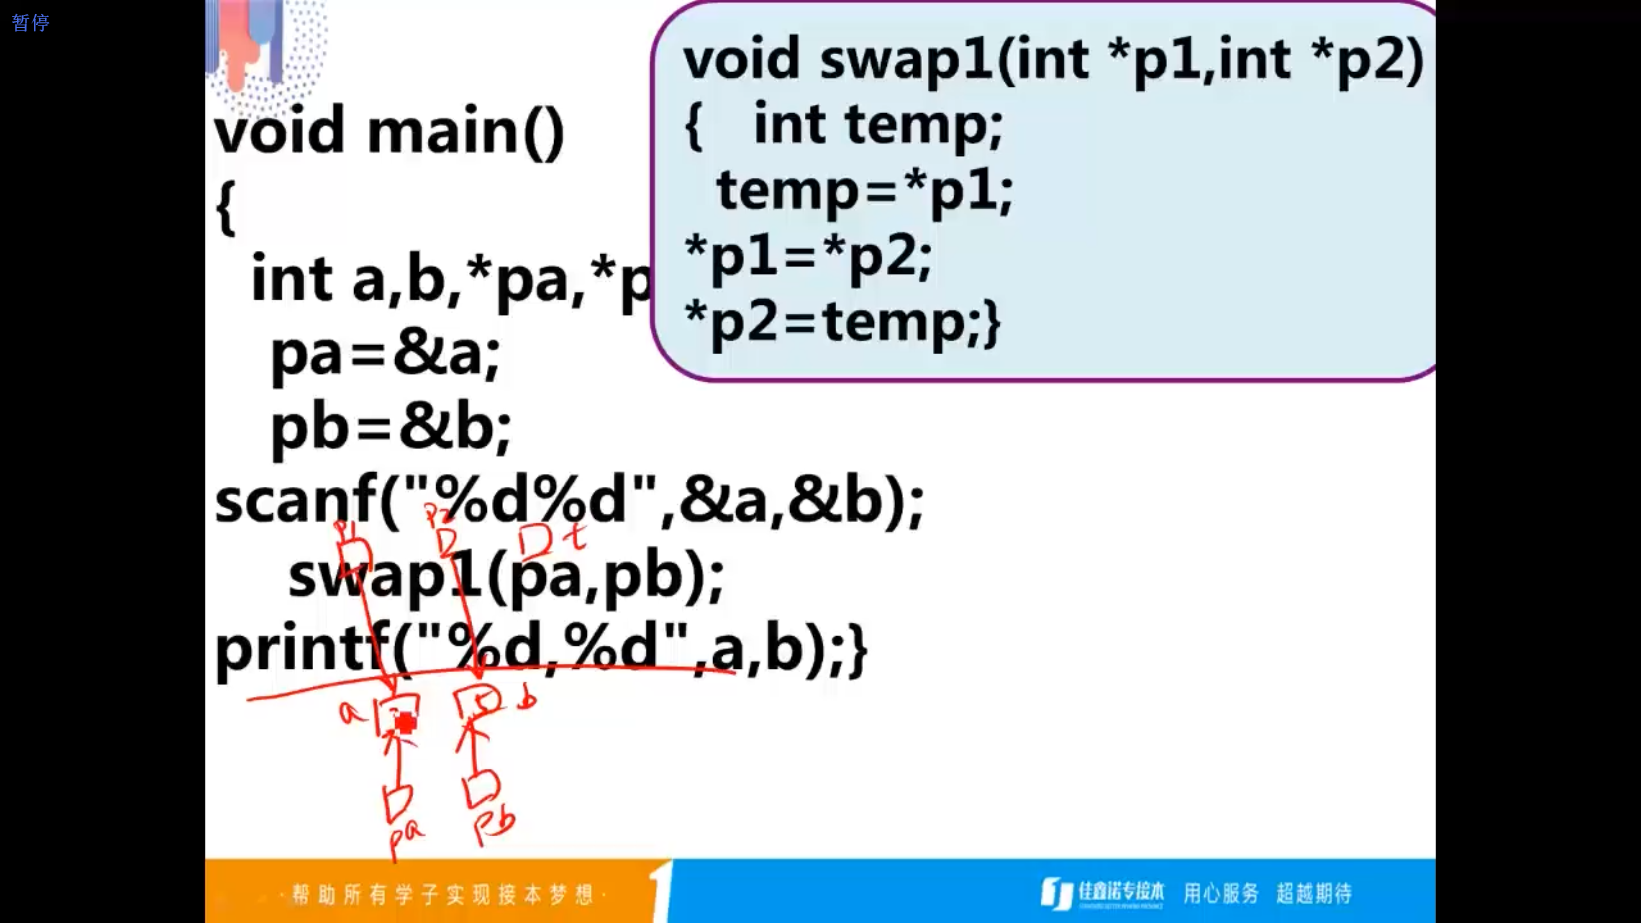 暂停
void main()
{
int a,b,*pa,*p
pa=&a;
pb=&b;
scanf("%d%d",&a,&b);
swap1(pa,pb);
printf("%d,%d",a,b);}
void swap1(int *p1,int *p2)
{ int temp;
temp=*p1;
*p1=*p2;
*p2=temp;}
p1
p2
t
a
5
b
pa
pb
·帮助所有学子实现接本梦想·
1
佳鑫诺专接本
用心服务 超越期待